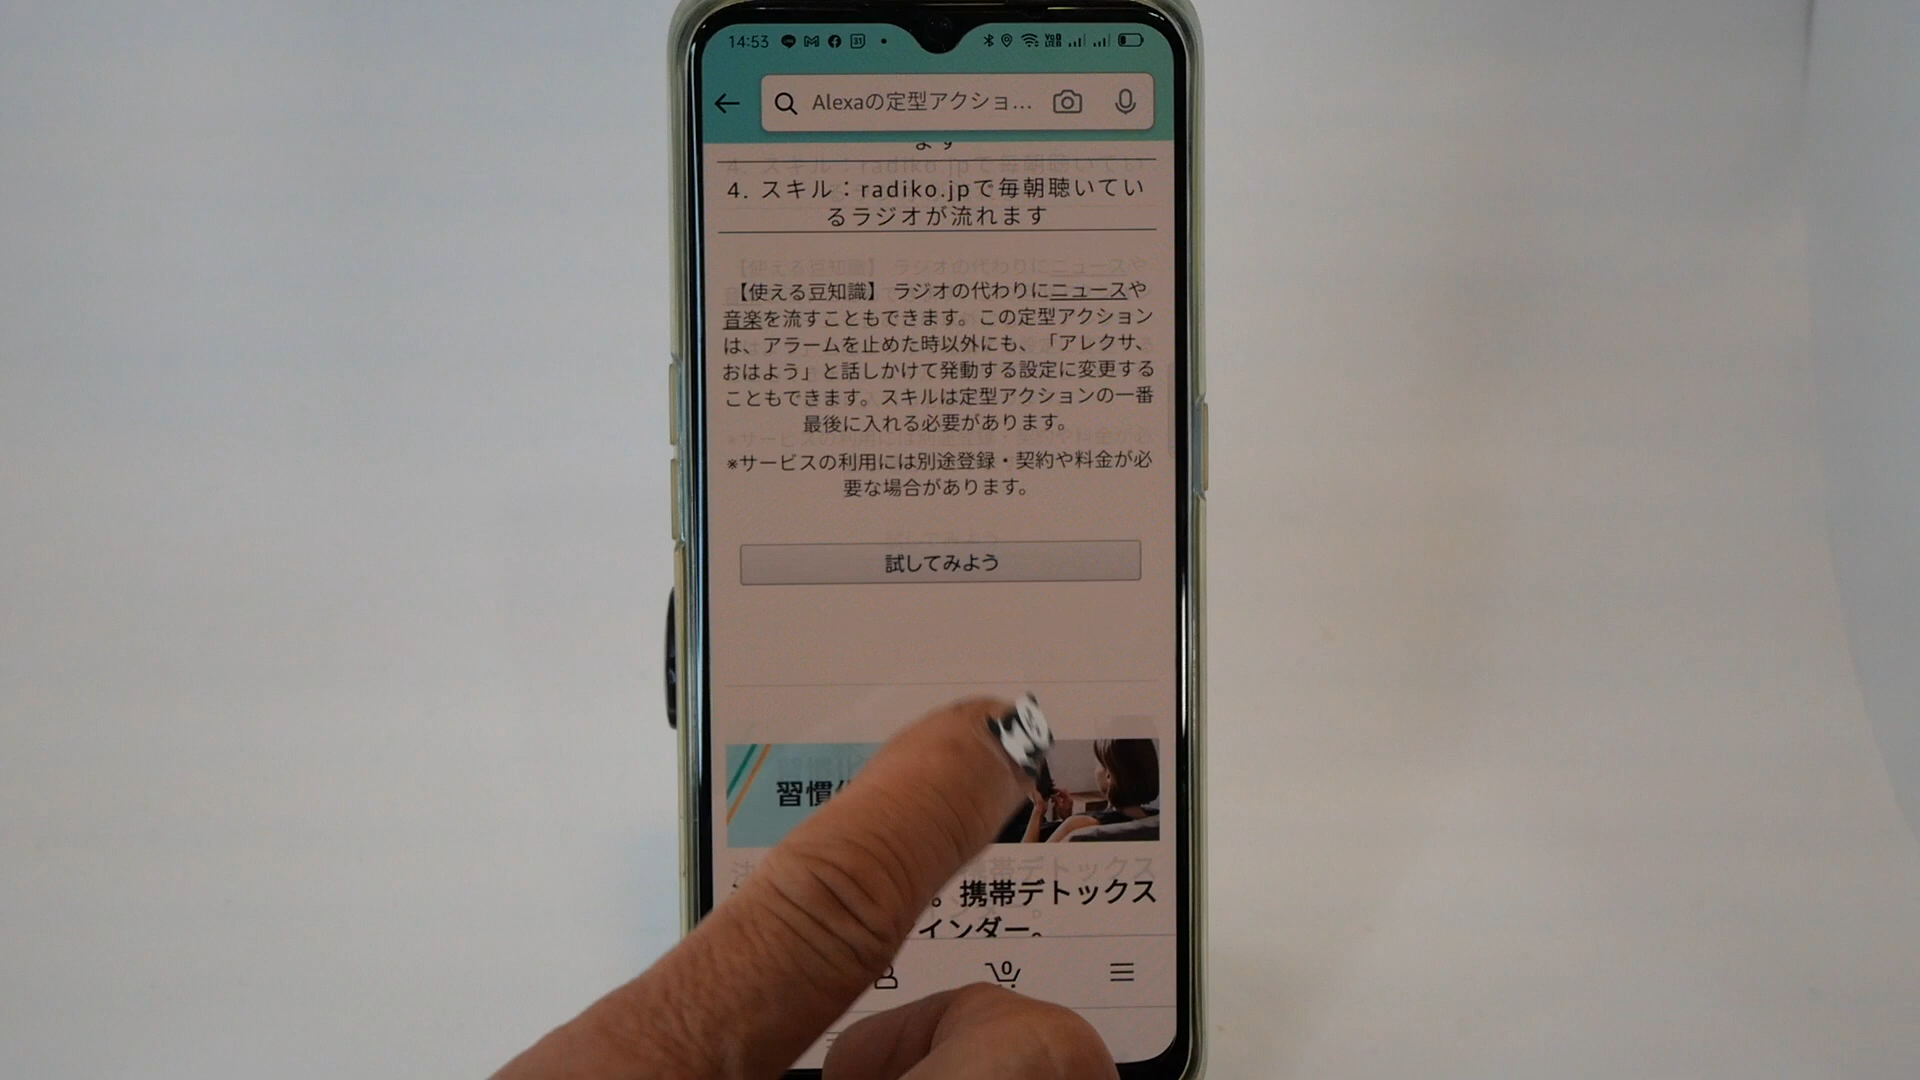 14:53
Alexaの定型アクショ...
ます
4. スキル：radiko.jpで毎朝聴いてい
るラジオが流れます
【使える豆知識】 ラジオの代わりにニュースや
音楽を流すこともできます。この定型アクション
は、アラームを止めた時以外にも、「アレクサ、
おはよう」と話しかけて発動する設定に変更する
こともできます。スキルは定型アクションの一番
最後に入れる必要があります。
※サービスの利用には別途登録・契約や料金が必
要な場合があります。
試してみよう
習慣
。携帯デトックス
インダー。
0